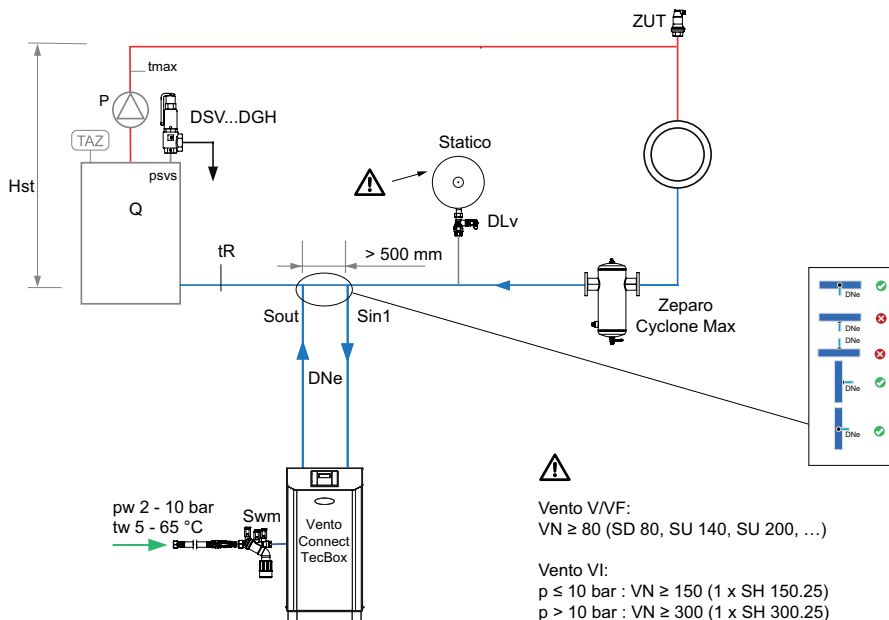 ZUT
tmax
P
DSV...DGH
TAZ
Statico
psvs
Hst
Q
DLv
tR
> 500 mm
Zeparo
Cyclone Max
Sout
Sin1
DNe
DNe
DNe
DNe
DNe
DNe
pw 2 - 10 bar
tw 5 - 65 °C
Swm
Vento
Connect
TecBox
Vento V/VF:
VN ≥ 80 (SD 80, SU 140, SU 200, …)
Vento VI:
p ≤ 10 bar : VN ≥ 150 (1 x SH 150.25)
p > 10 bar : VN ≥ 300 (1 x SH 300.25)